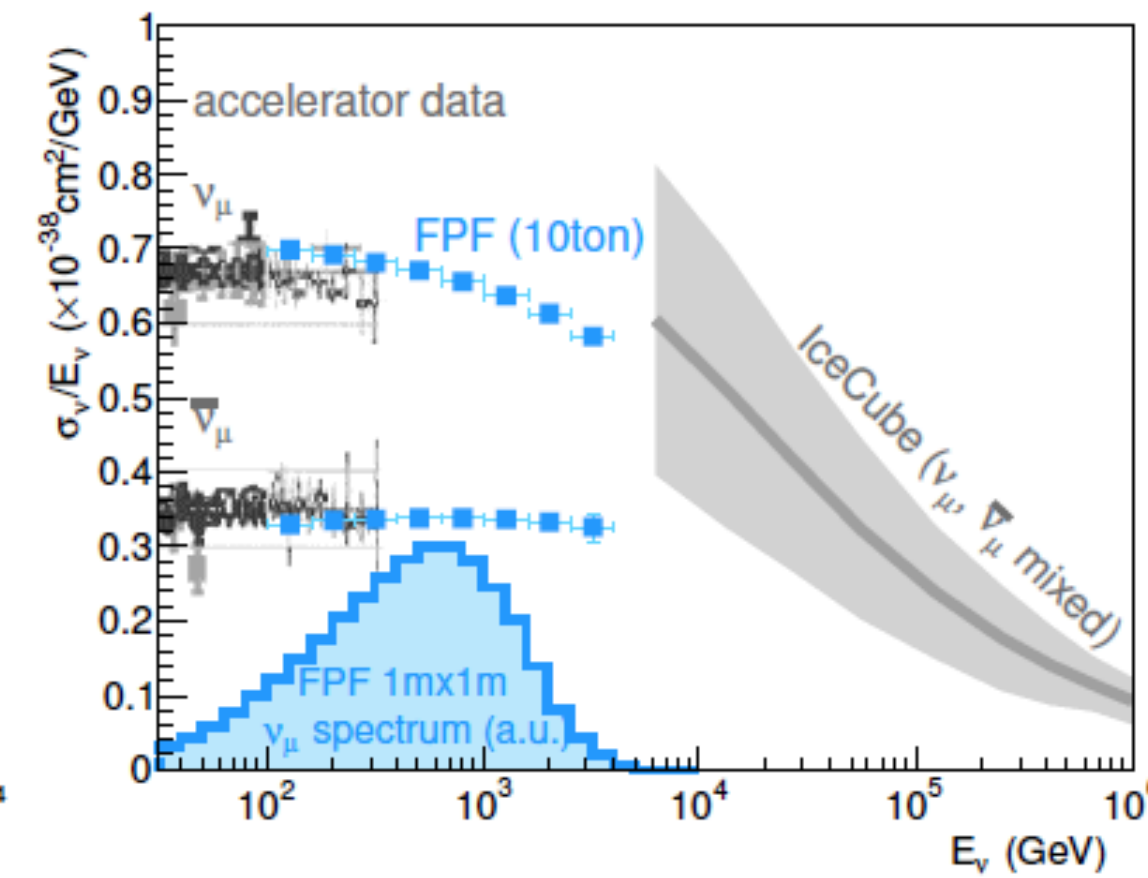 σν/Eν (×10⁻³⁸cm²/GeV)
1
0.9
0.8
0.7
0.6
0.5
0.4
0.3
0.2
0.1
0
accelerator data
νμ
FPF (10ton)
ν̅μ
IceCube (νμ, ν̅μ mixed)
FPF 1mx1m
νμ spectrum (a.u.)
10²
10³
10⁴
10⁵
Eν (GeV)